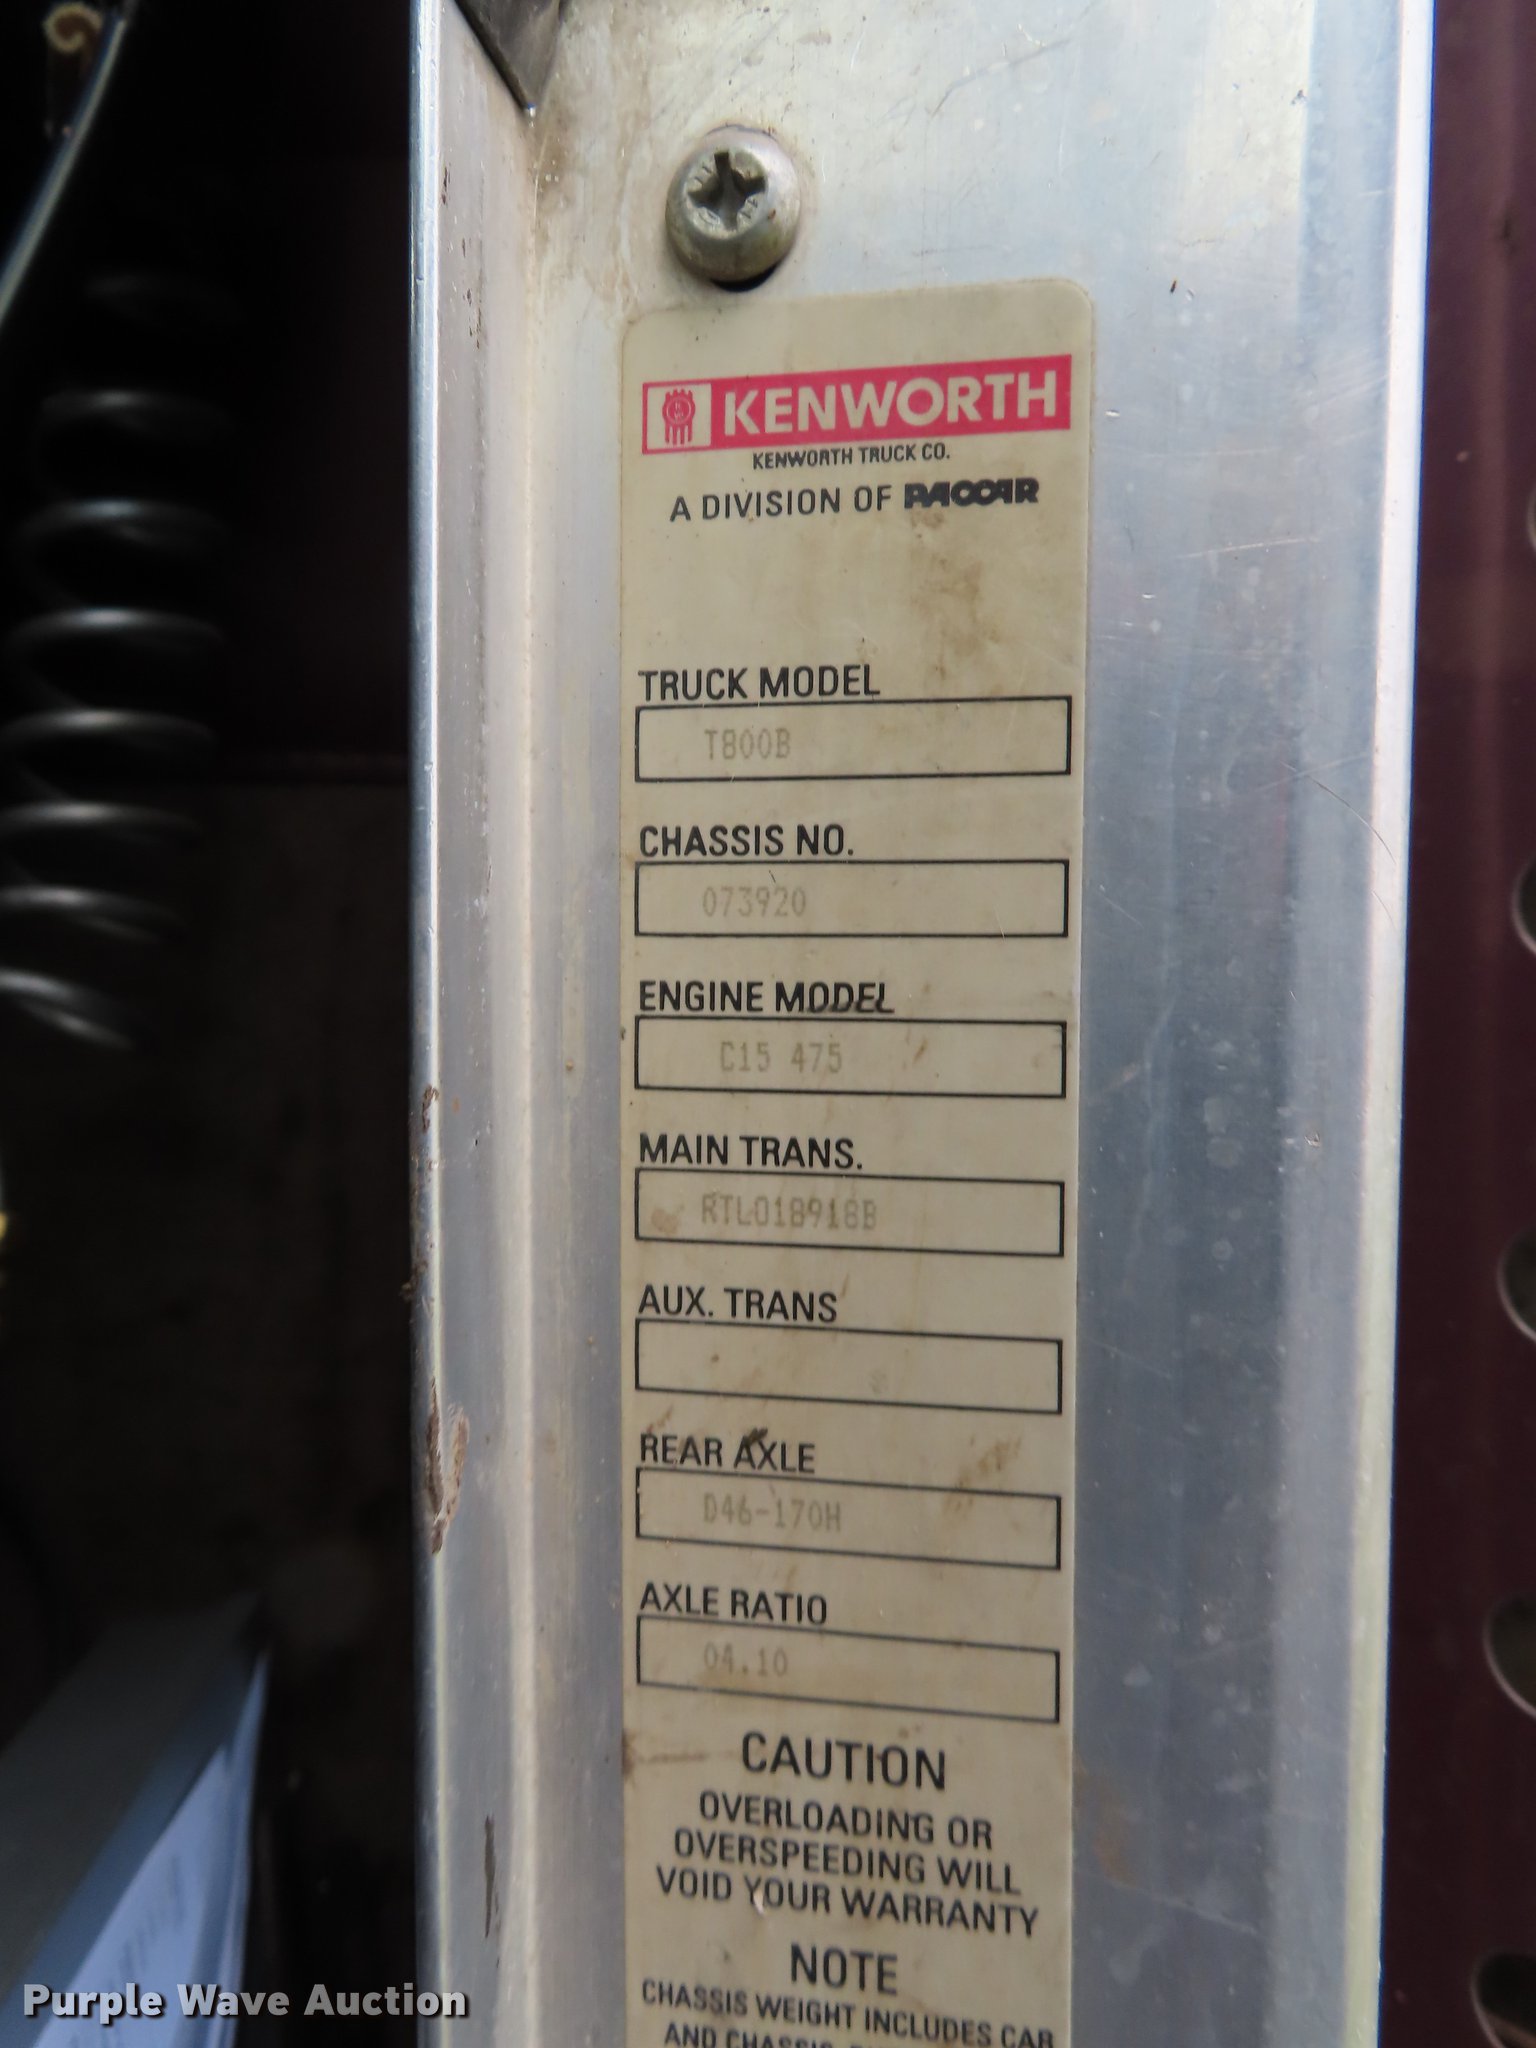 KENWORTH
KENWORTH TRUCK CO.
A DIVISION OF PACCAR
TRUCK MODEL
T800B
CHASSIS NO.
073920
ENGINE MODEL
C15 475
MAIN TRANS.
RTLO18918B
AUX. TRANS
REAR AXLE
D46-170H
AXLE RATIO
04.10
CAUTION
OVERLOADING OR
OVERSPEEDING WILL
VOID YOUR WARRANTY
NOTE
CHASSIS WEIGHT INCLUDES CAB
AND CHASSIS,
Purple Wave Auction